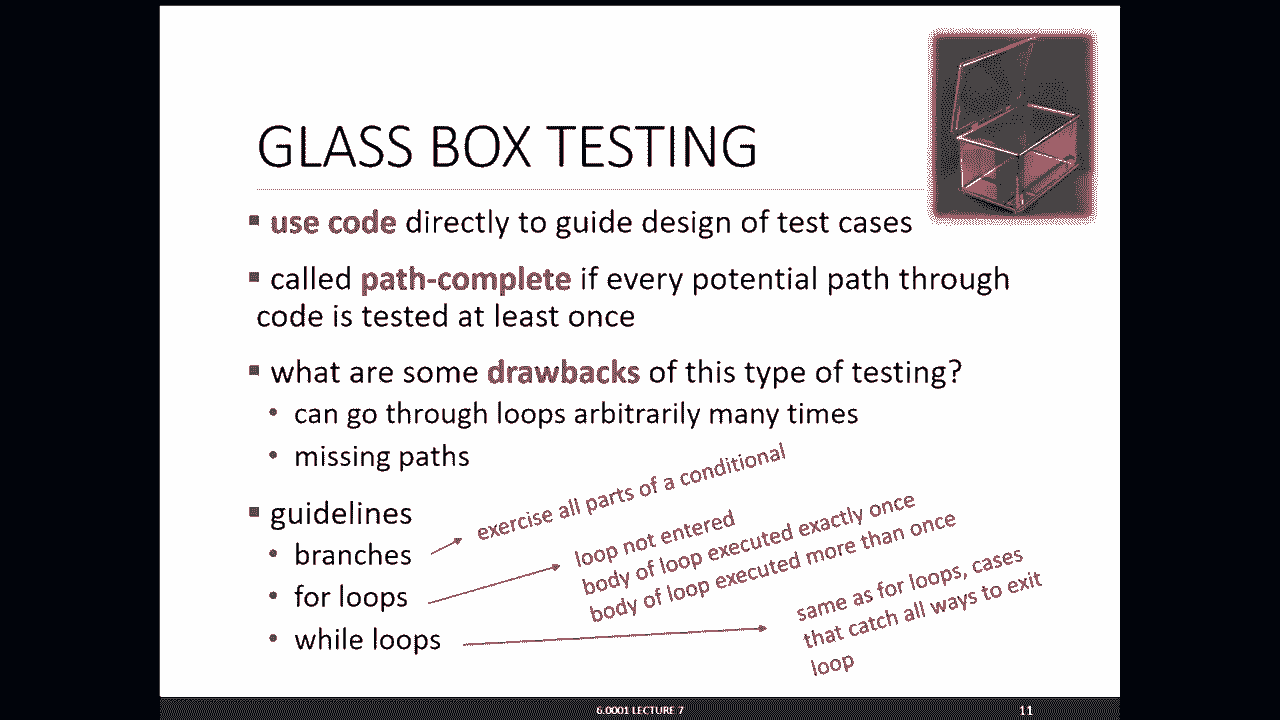 GLASS BOX TESTING
▪ use code directly to guide design of test cases
▪ called path-complete if every potential path through
code is tested at least once
▪ what are some drawbacks of this type of testing?
• can go through loops arbitrarily many times
• missing paths
▪ guidelines
• branches
exercise all parts of a conditional
• for loops
loop not entered
body of loop executed exactly once
body of loop executed more than once
• while loops
same as for loops, cases
that catch all ways to exit
loop
6.0001 LECTURE 7
11